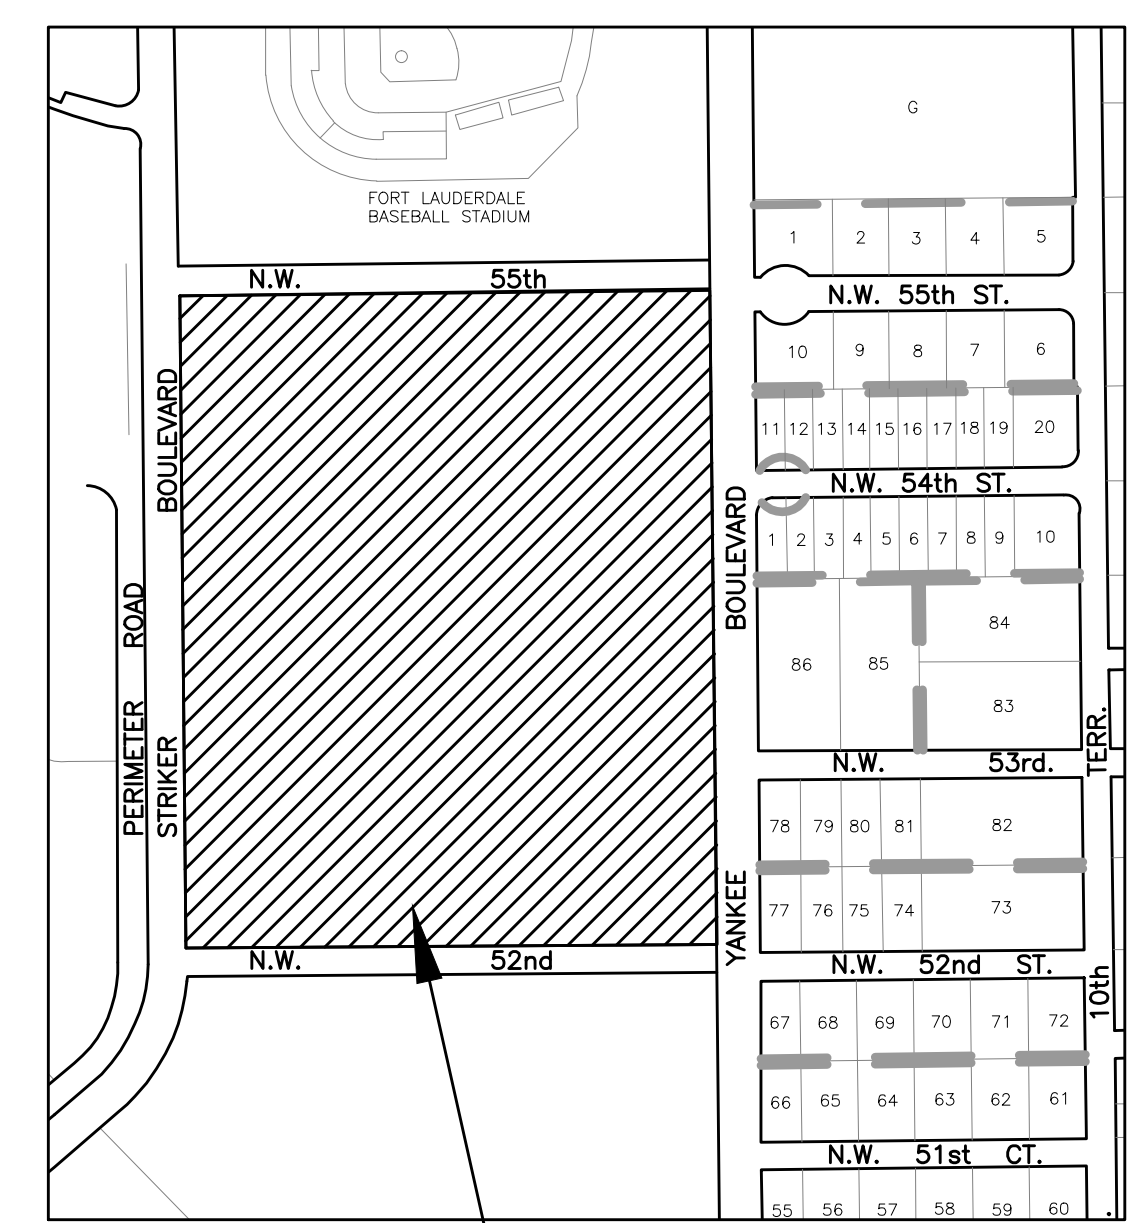 G
FORT LAUDERDALE
BASEBALL STADIUM
1 2 3 4 5
N.W. 55th
N.W. 55th ST.
10 9 8 7 6
11 12 13 14 15 16 17 18 19 20
BOULEVARD
N.W. 54th ST.
BOULEVARD
1 2 3 4 5 6 7 8 9 10
PERIMETER ROAD
84
86 85
83
STRIKER
TERR.
N.W. 53rd.
78 79 80 81 82
YANKEE
77 76 75 74 73
N.W. 52nd
N.W. 52nd ST.
10th
67 68 69 70 71 72
66 65 64 63 62 61
N.W. 51st CT.
55 56 57 58 59 60